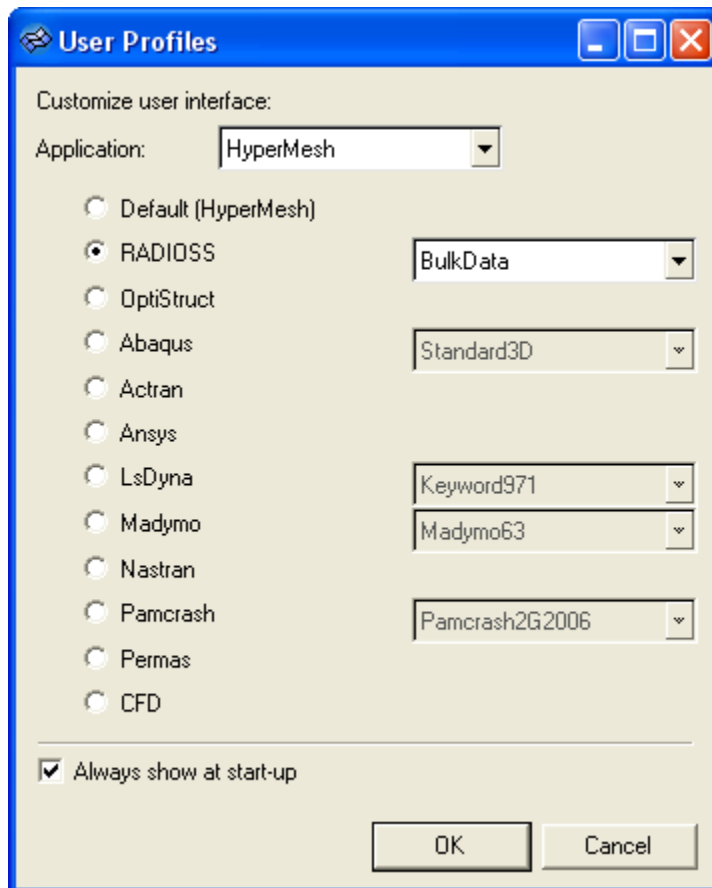 User Profiles
Customize user interface:
Application: HyperMesh
Default (HyperMesh)
RADIOSS BulkData
OptiStruct
Abaqus Standard3D
Actran
Ansys
LsDyna Keyword971
Madymo Madymo63
Nastran
Pamcrash Pamcrash2G2006
Permas
CFD
Always show at start-up
OK Cancel